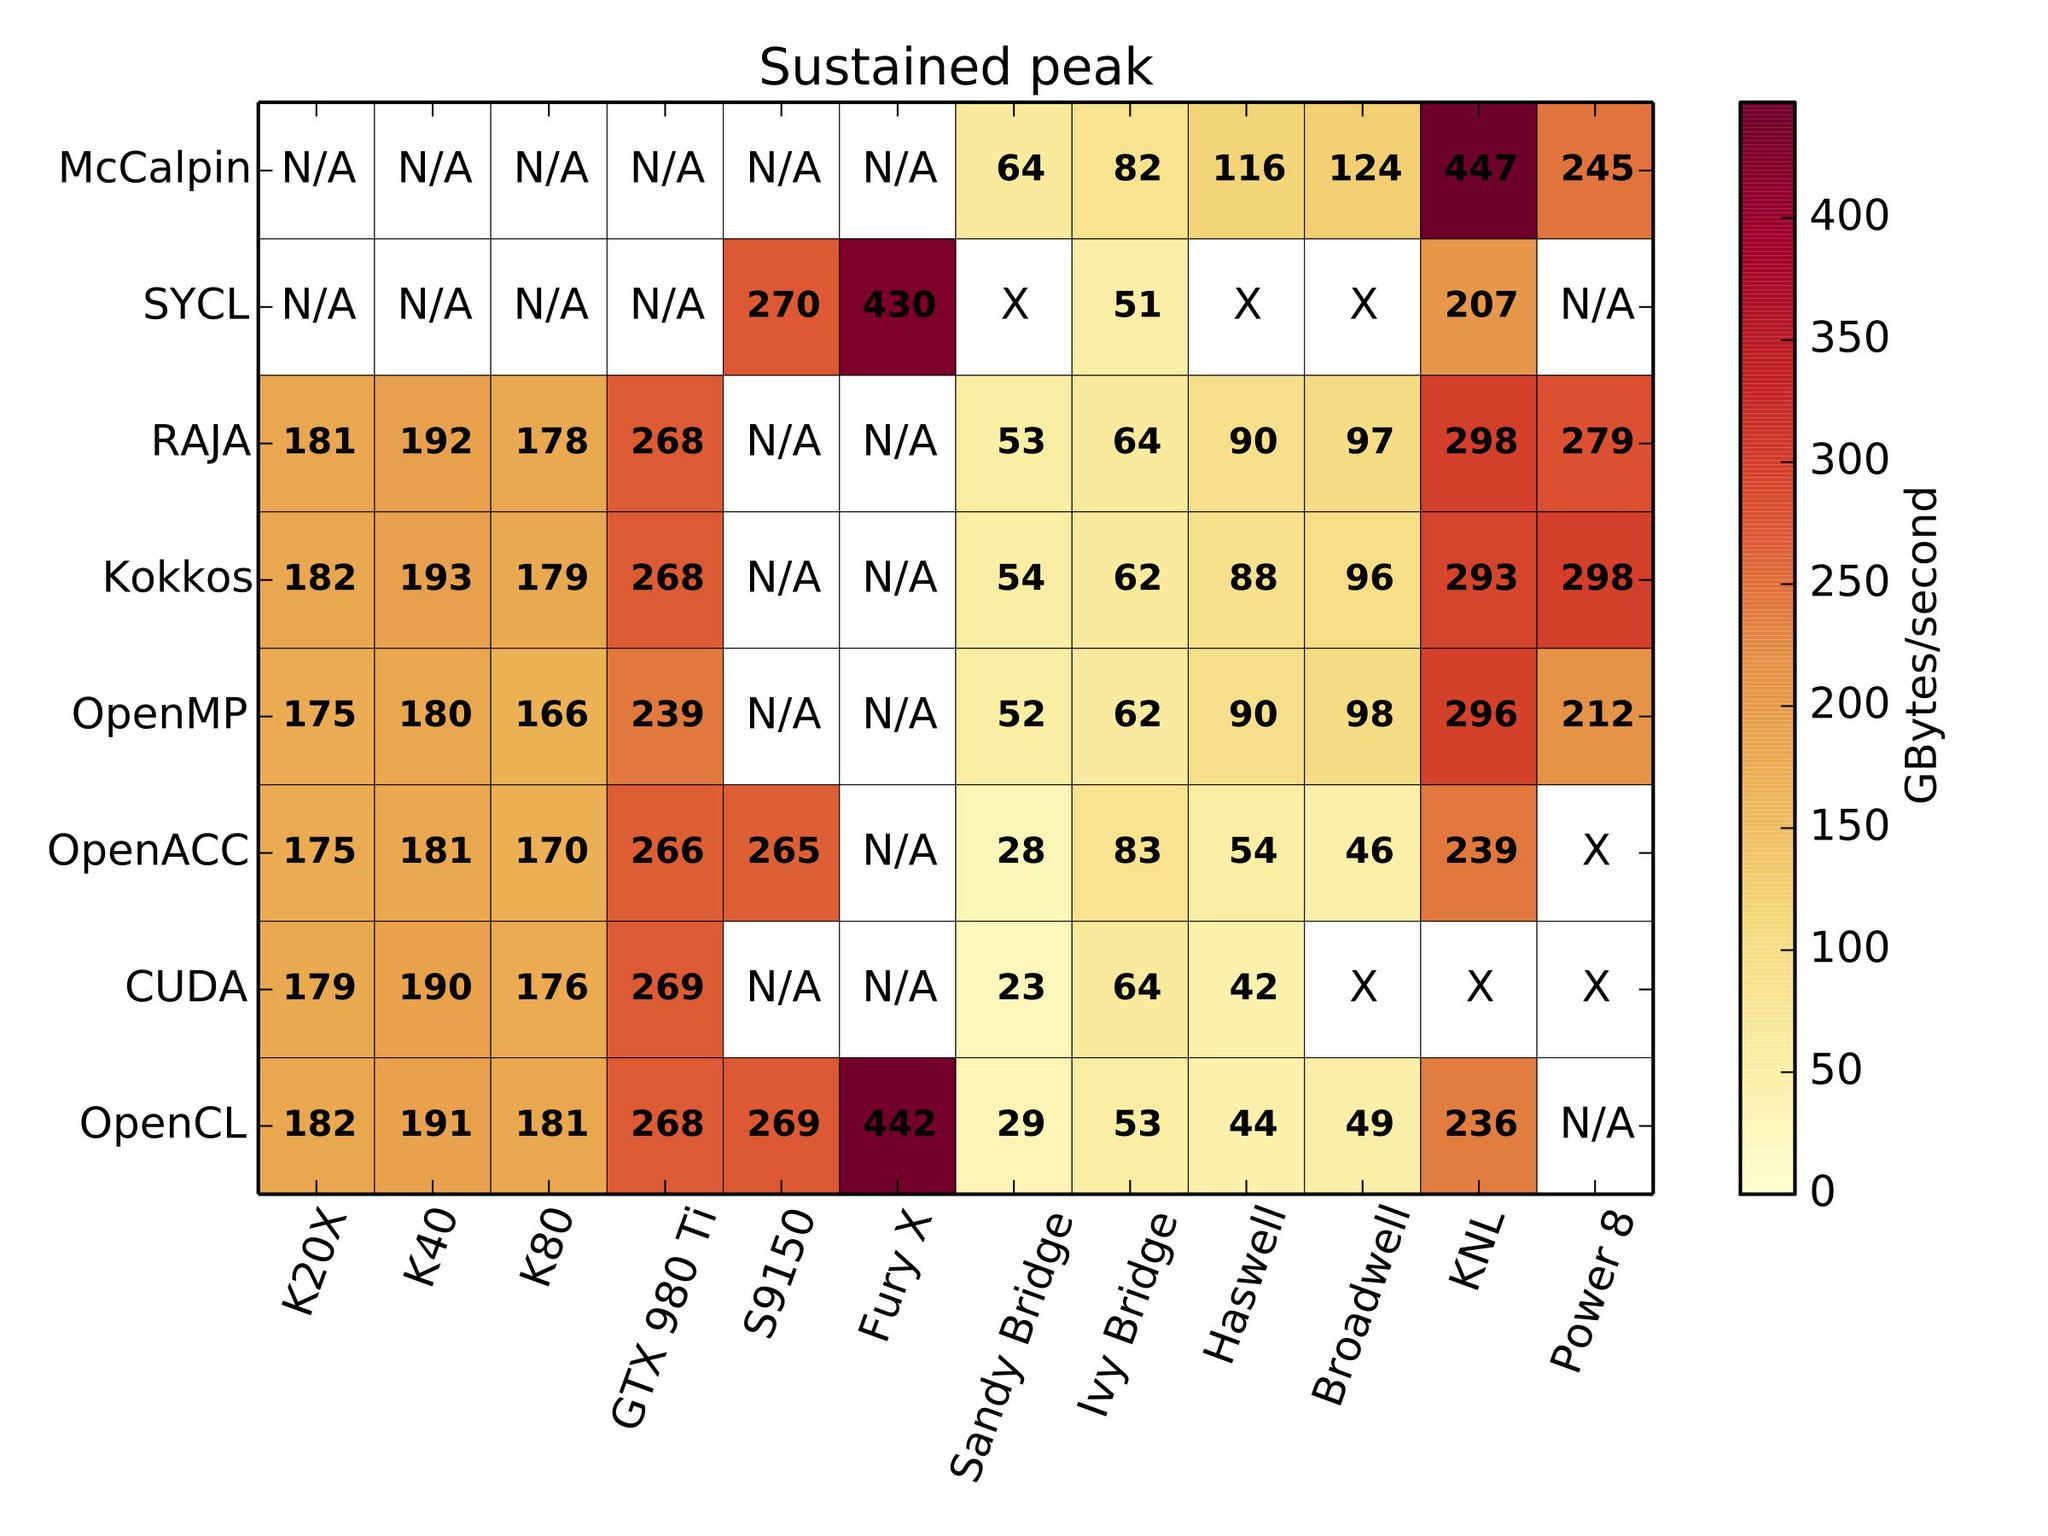 Sustained peak
McCalpin N/A N/A N/A N/A N/A N/A 64 82 116 124 447 245
SYCL N/A N/A N/A N/A 270 430 X 51 X X 207 N/A
RAJA 181 192 178 268 N/A N/A 53 64 90 97 298 279
Kokkos 182 193 179 268 N/A N/A 54 62 88 96 293 298
OpenMP 175 180 166 239 N/A N/A 52 62 90 98 296 212
OpenACC 175 181 170 266 265 N/A 28 83 54 46 239 X
CUDA 179 190 176 269 N/A N/A 23 64 42 X X X
OpenCL 182 191 181 268 269 442 29 53 44 49 236 N/A
K20X K40 K80 GTX 980 Ti S9150 Fury X Sandy Bridge Ivy Bridge Haswell Broadwell KNL Power 8
400
350
300
250
200
150
100
50
0
GBytes/second